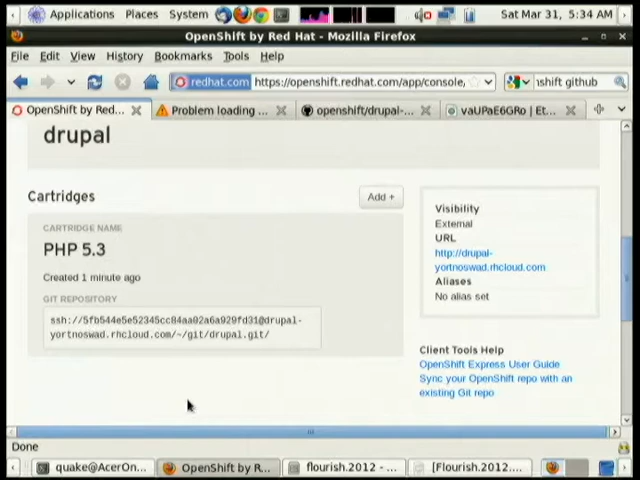 Applications Places System Sat Mar 31, 5:34 AM
OpenShift by Red Hat - Mozilla Firefox
File Edit View History Bookmarks Tools Help
redhat.com https://openshift.redhat.com/app/console, ıshift github
OpenShift by Red... Problem loading ... openshift/drupal-... vaUPaE6GRo | Et...
drupal
Cartridges
Add +
CARTRIDGE NAME
PHP 5.3
Created 1 minute ago
GIT REPOSITORY
ssh://5fb544e5e52345cc84aa02a6a929fd31@drupal-
yortnoswad.rhcloud.com/~/git/drupal.git/
Visibility
External
URL
http://drupal-
yortnoswad.rhcloud.com
Aliases
No alias set
Client Tools Help
OpenShift Express User Guide
Sync your OpenShift repo with an
existing Git repo
Done
quake@AcerOn... OpenShift by R... flourish.2012 - ... [Flourish.2012....